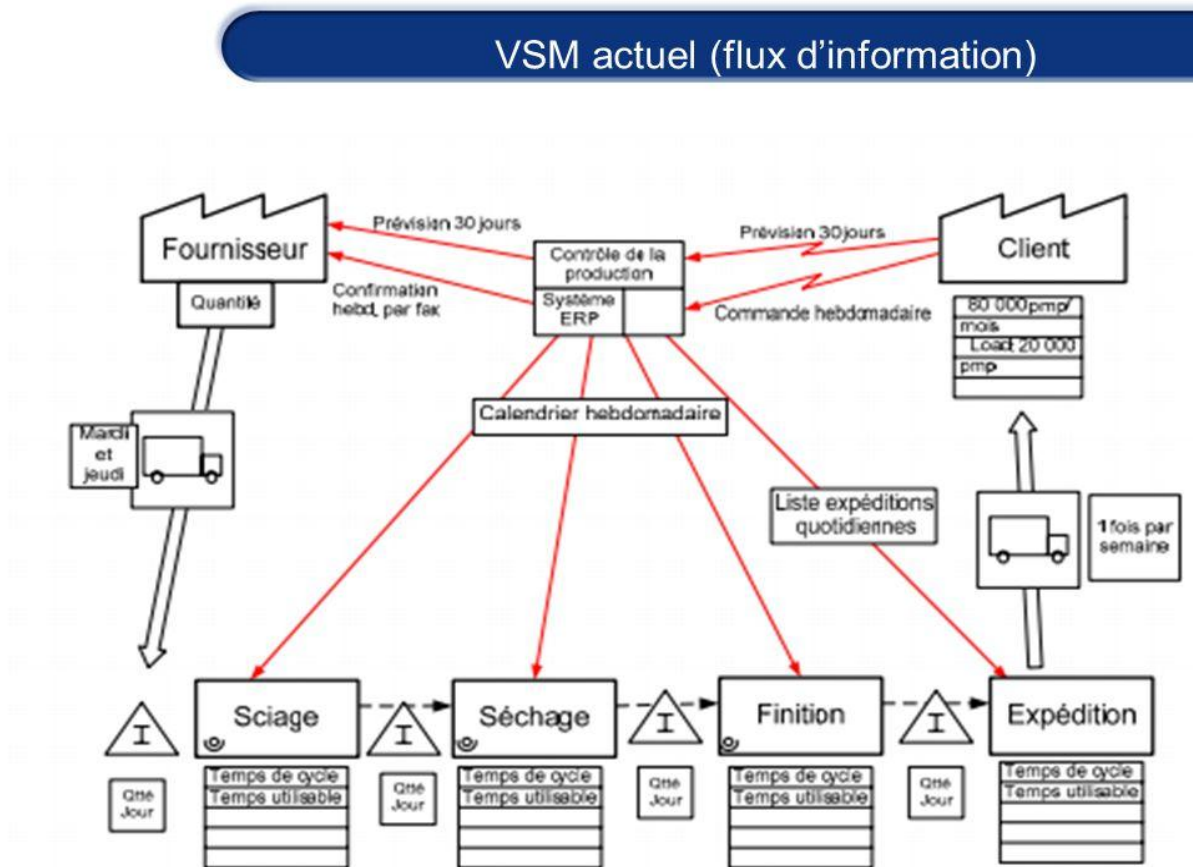 VSM actuel (flux d'information)
Fournisseur
Prévision 30 jours
Contrôle de la
production
Prévision 30 jours
Client
Quantité
Confirmation
hebd. par fax
Système
ERP
Commande hebdomadaire
80 000 pmp/
mois
Load: 20 000
pmp
Calendrier hebdomadaire
Mardi
et
jeudi
Liste expéditions
quotidiennes
1 fois par
semaine
I
Sciage
I
Séchage
I
Finition
I
Expédition
Qtté
Jour
Temps de cycle
Temps utilisable
Qtté
Jour
Temps de cycle
Temps utilisable
Qtté
Jour
Temps de cycle
Temps utilisable
Qtté
Jour
Temps de cycle
Temps utilisable